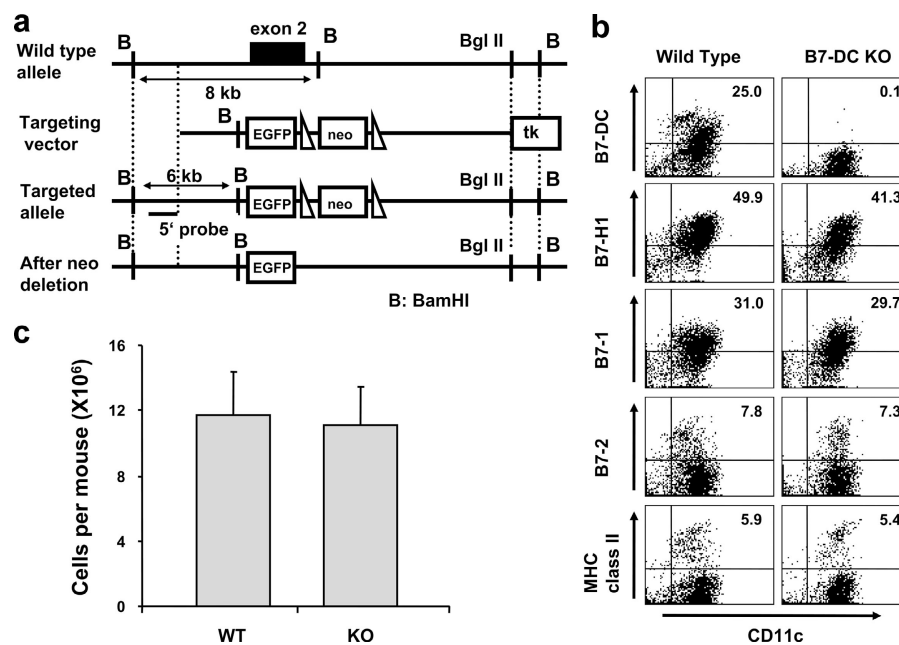 a
exon 2
B
B
Bgl II
B
Wild type
allele
8 kb
Targeting
vector
B
EGFP
neo
tk
6 kb
Targeted
allele
B
B
EGFP
neo
Bgl II
B
5' probe
After neo
deletion
B
B
EGFP
Bgl II
B
B: BamHI
b
Wild Type
B7-DC KO
B7-DC
25.0
0.1
B7-H1
49.9
41.3
B7-1
31.0
29.7
B7-2
7.8
7.3
MHC
class II
5.9
5.4
CD11c
c
Cells per mouse (X10⁶)
16
12
8
4
0
WT
KO